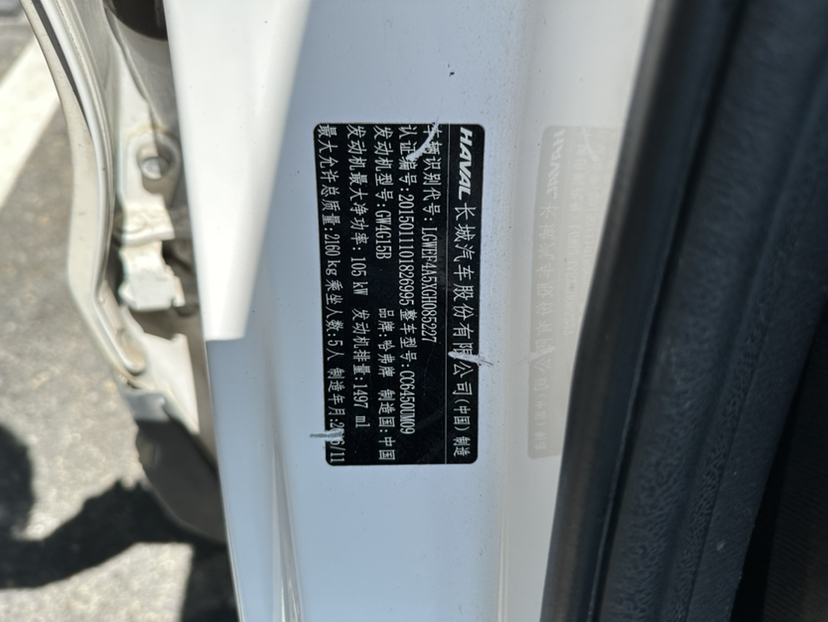 HAVAL 长城汽车股份有限公司(中国)制造
车辆识别代号:LGWEF4A5XGH085227
认证编号:2015011101826995 整车型号:CC6450UM09
发动机型号:GW4G15B 品牌:哈弗牌 制造国:中国
发动机最大净功率:105 kW 发动机排量:1497 ml
最大允许总质量:2160 kg 乘坐人数:5人 制造年月:2016/11